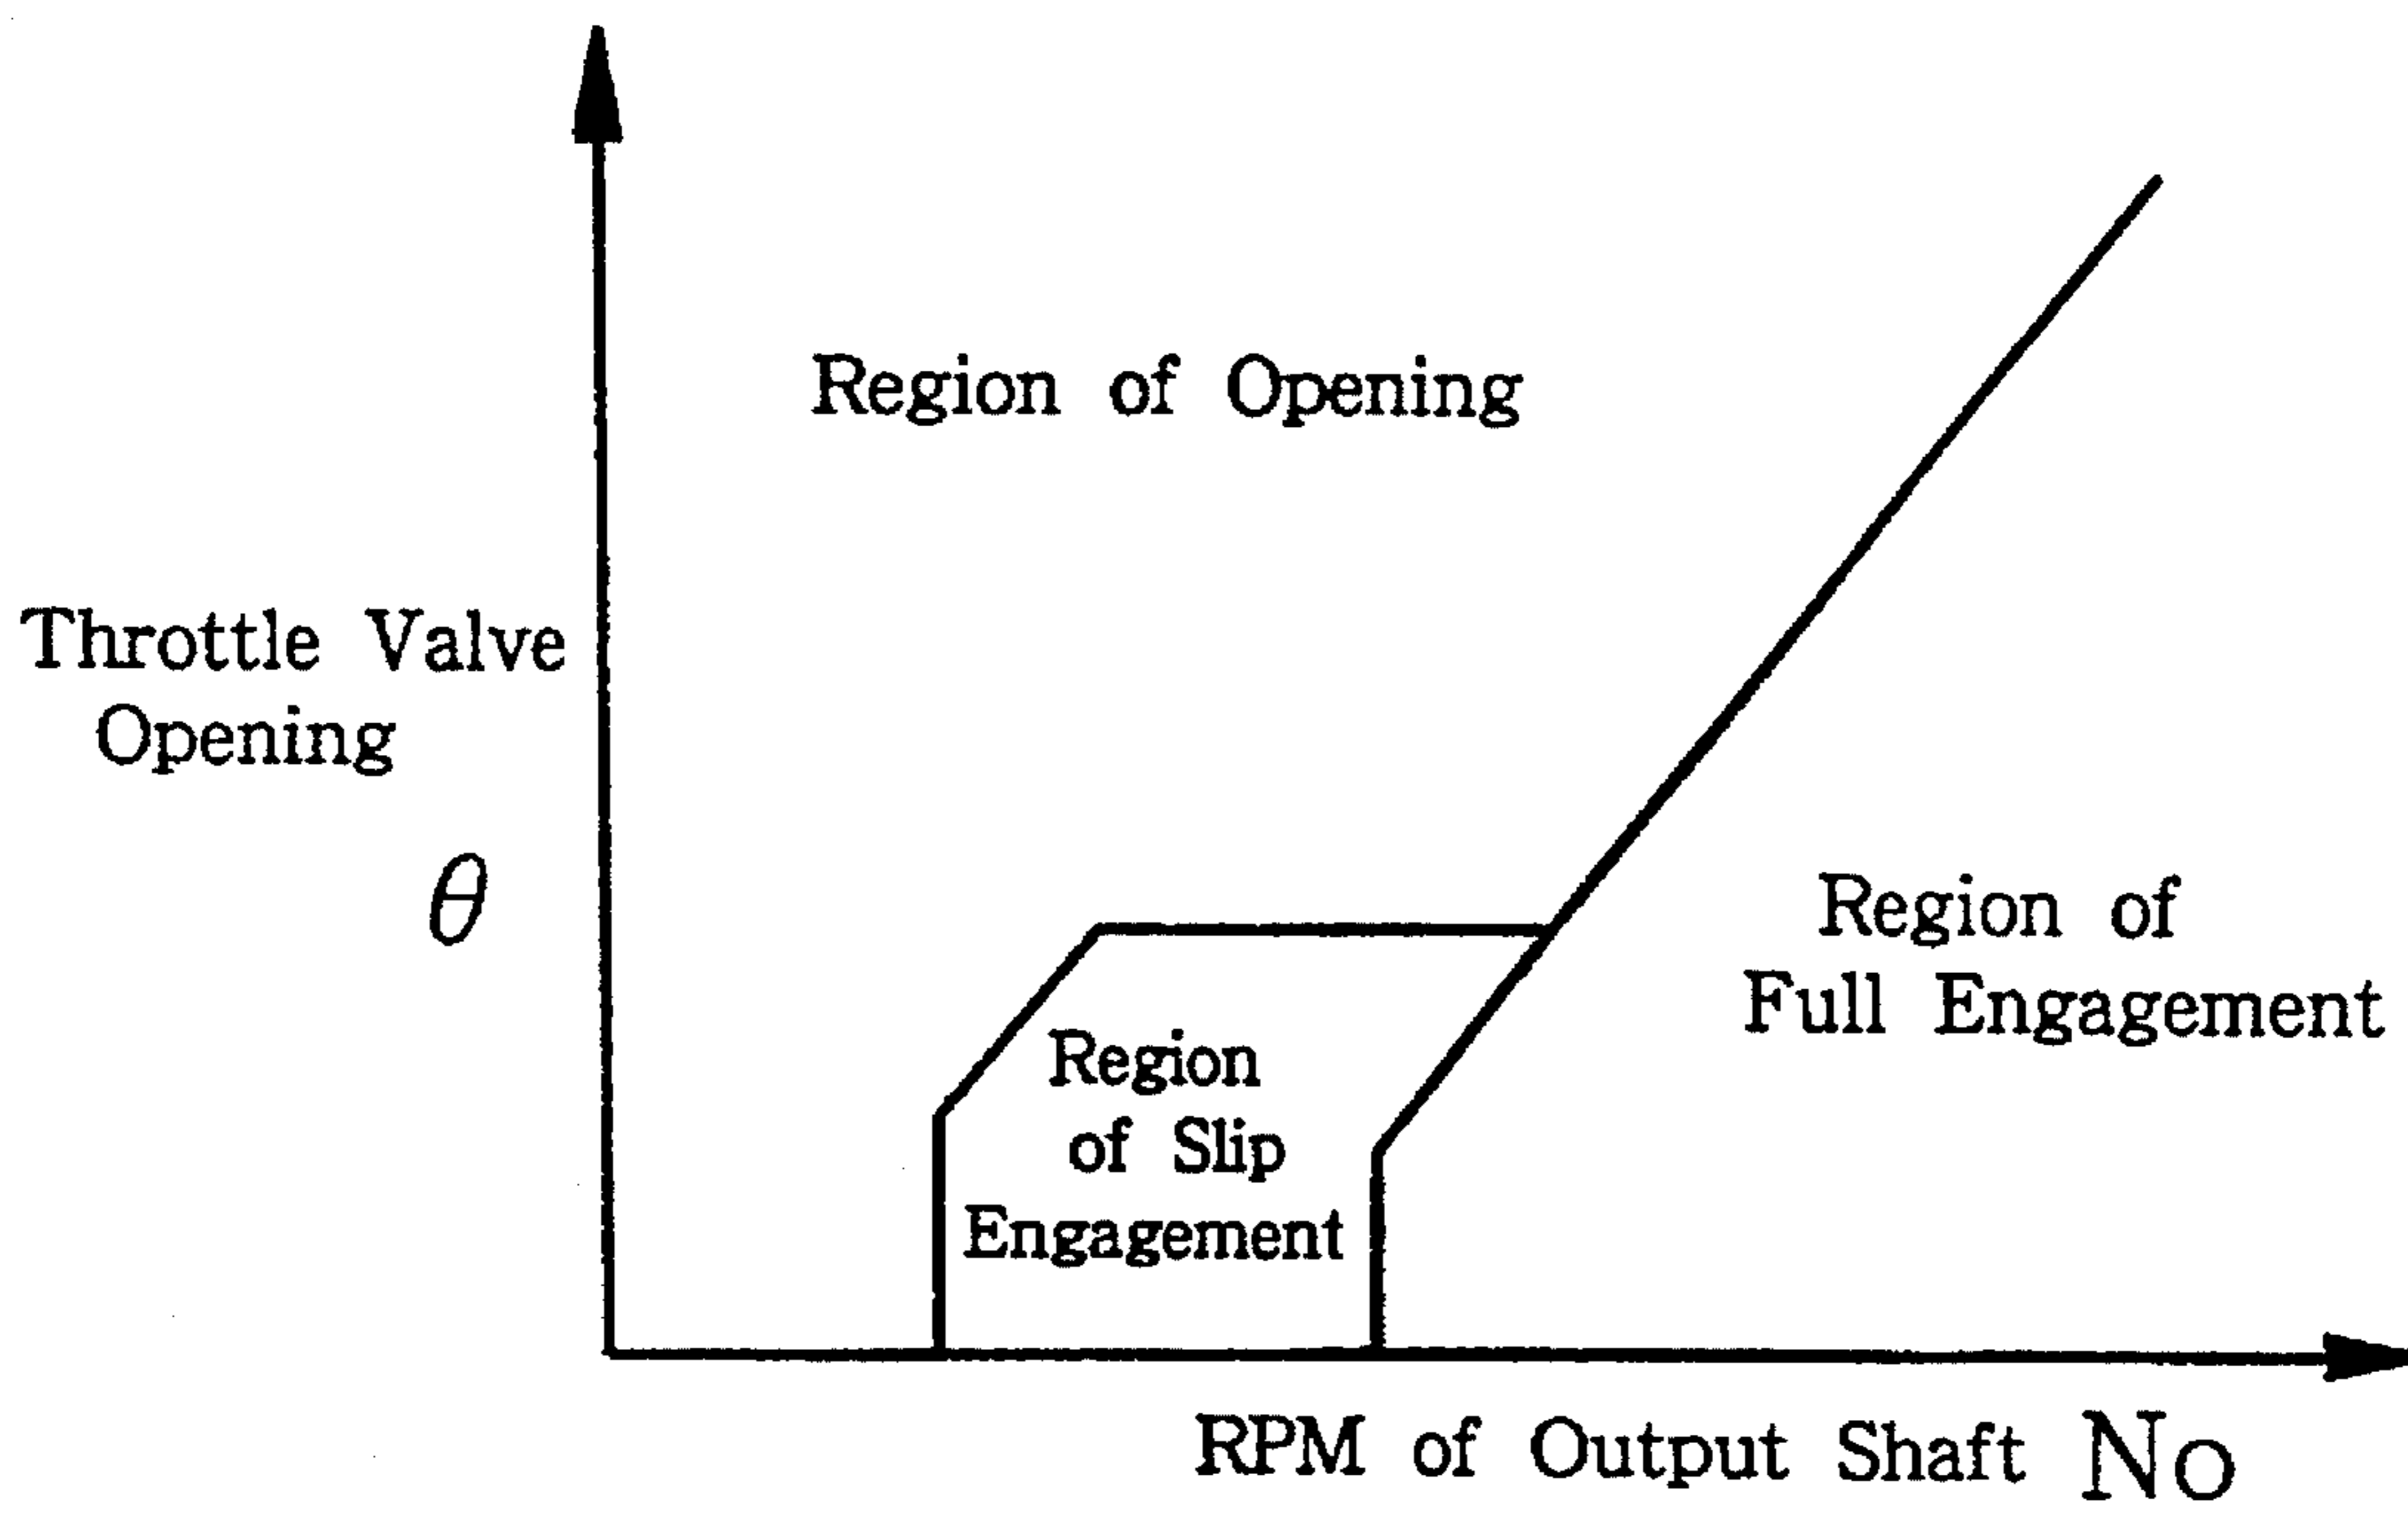 Region of Opening
Throttle Valve
Opening
θ
Region of
Full Engagement
Region
of Slip
Engagement
RPM of Output Shaft No